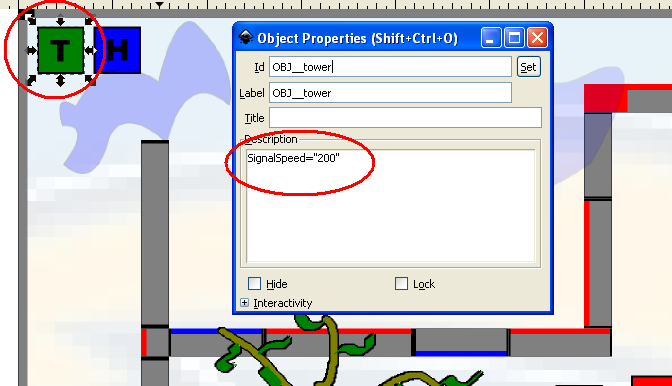 T H
Object Properties (Shift+Ctrl+O)
Id OBJ__tower Set
Label OBJ__tower
Title
Description
SignalSpeed="200"
Hide Lock
Interactivity